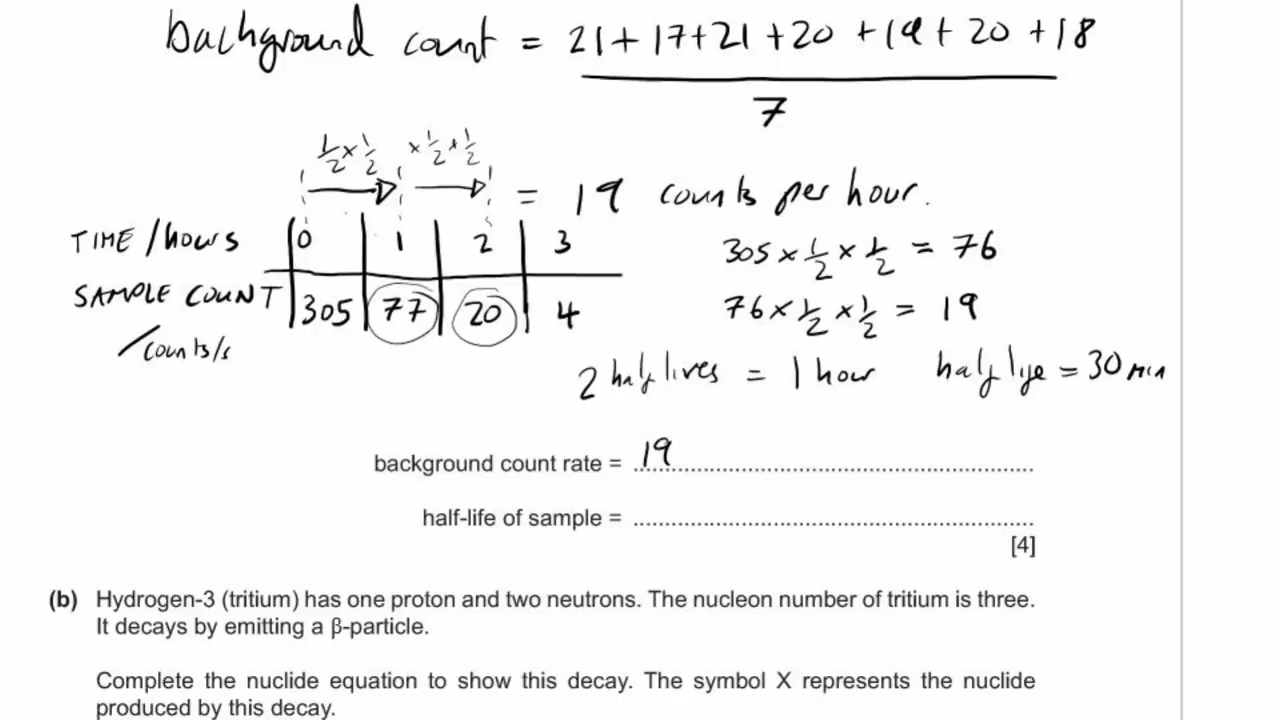 background count = 21 + 17 + 21 + 20 + 19 + 20 + 18
7
1/2 × 1/2 × 1/2 × 1/2
= 19 counts per hour.
TIME / hours 0 1 2 3
SAMPLE COUNT 305 77 20 4
/counts/s
305 × 1/2 × 1/2 = 76
76 × 1/2 × 1/2 = 19
2 half lives = 1 hour half life = 30 min
background count rate = 19
half-life of sample =
[4]
(b) Hydrogen-3 (tritium) has one proton and two neutrons. The nucleon number of tritium is three.
It decays by emitting a β-particle.
Complete the nuclide equation to show this decay. The symbol X represents the nuclide
produced by this decay.